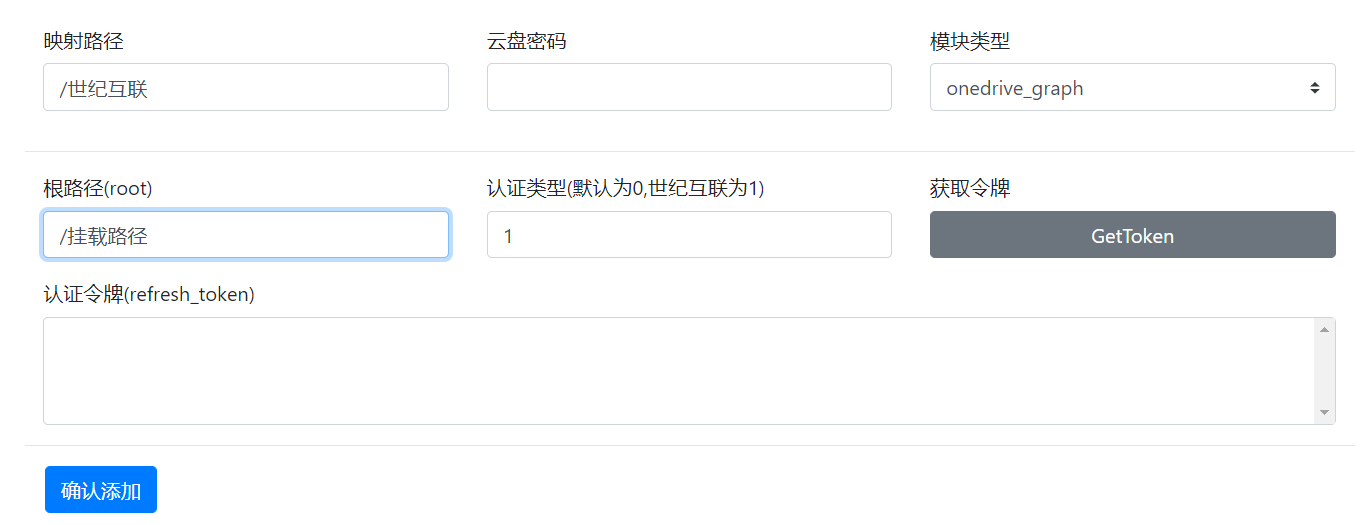 映射路径
云盘密码
模块类型
/世纪互联
onedrive_graph
根路径(root)
认证类型(默认为0,世纪互联为1)
获取令牌
/挂载路径
1
GetToken
认证令牌(refresh_token)
确认添加